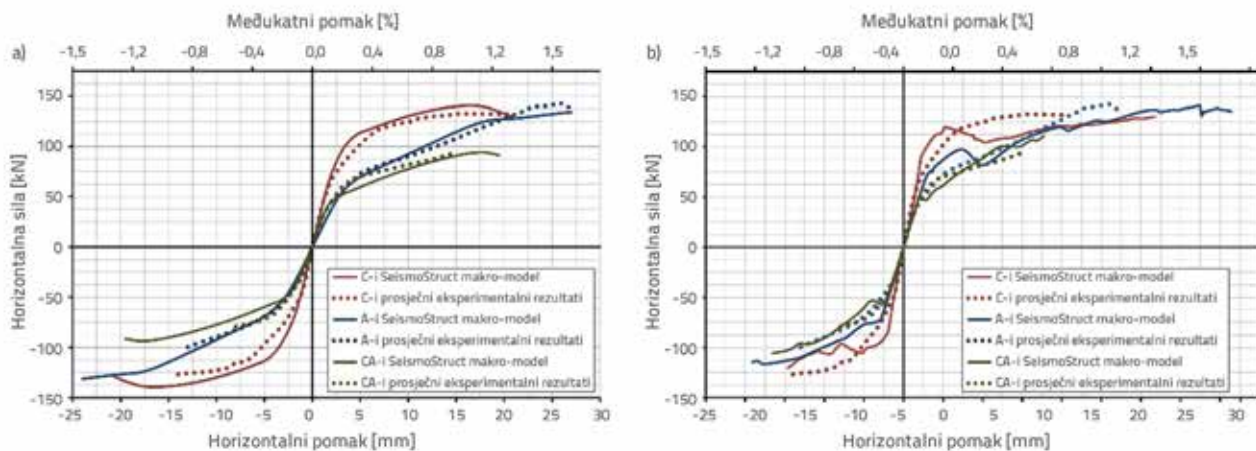 Međukatni pomak [%]
a) -1,5 -1,2 -0,8 -0,4 0,0 0,4 0,8 1,2 1,6
Horizontalna sila [kN]
150
100
50
0
-50
-100
-150
C-i SeismoStruct makro-model
C-i prosječni eksperimentalni rezultati
A-i SeismoStruct makro-model
A-i prosječni eksperimentalni rezultati
CA-i SeismoStruct makro-model
CA-i prosječni eksperimentalni rezultati
-25 -20 -15 -10 -5 0 5 10 15 20 25 30
Horizontalni pomak [mm]
Međukatni pomak [%]
b) -1,5 -1,2 -0,8 -0,4 0,0 0,4 0,8 1,2 1,5
Horizontalna sila [kN]
150
100
50
0
-50
-100
-150
C-i SeismoStruct makro-model
C-i prosječni eksperimentalni rezultati
A-i SeismoStruct makro-model
A-i prosječni eksperimentalni rezultati
CA-i SeismoStruct makro-model
CA-i prosječni eksperimentalni rezultati
-25 -20 -15 -10 -5 0 5 10 15 20 25 30
Horizontalni pomak [mm]